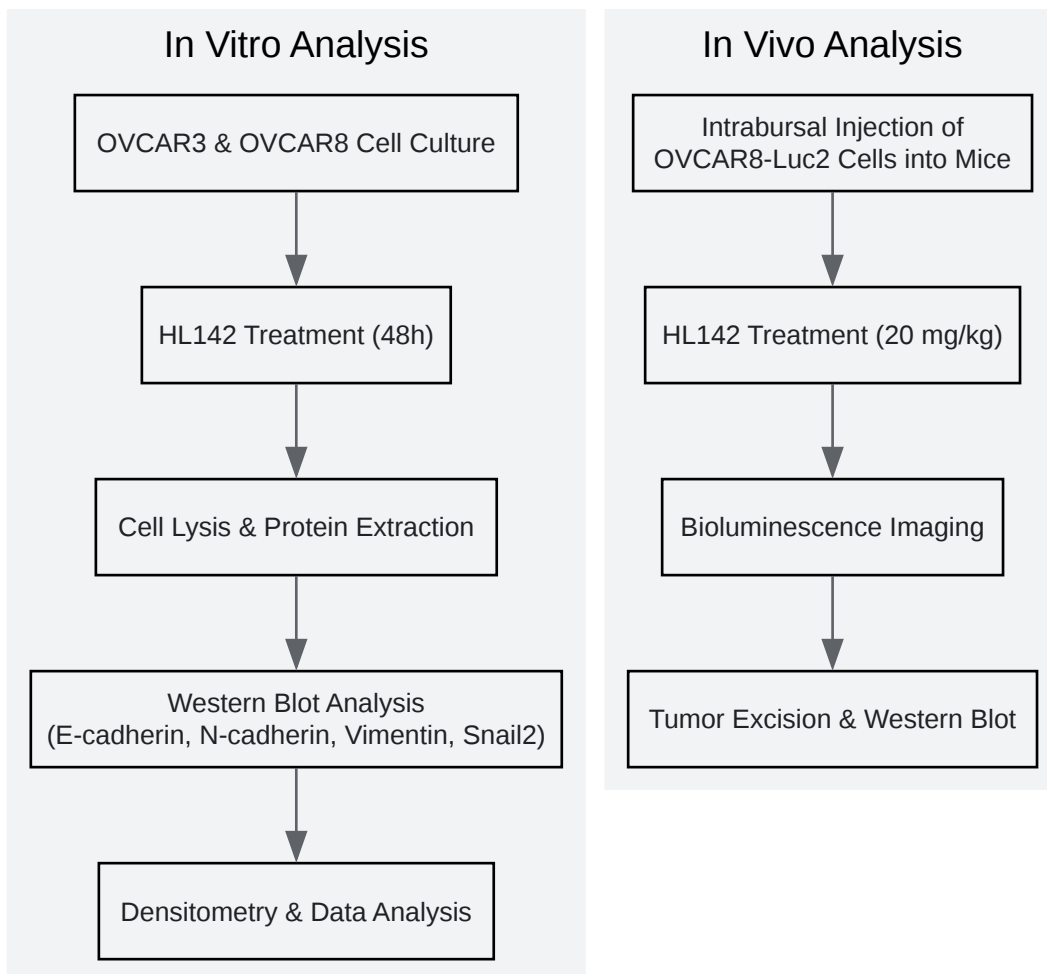 In Vitro Analysis
OVCAR3 & OVCAR8 Cell Culture
HL142 Treatment (48h)
Cell Lysis & Protein Extraction
Western Blot Analysis
(E-cadherin, N-cadherin, Vimentin, Snail2)
Densitometry & Data Analysis
In Vivo Analysis
Intrabursal Injection of
OVCAR8-Luc2 Cells into Mice
HL142 Treatment (20 mg/kg)
Bioluminescence Imaging
Tumor Excision & Western Blot